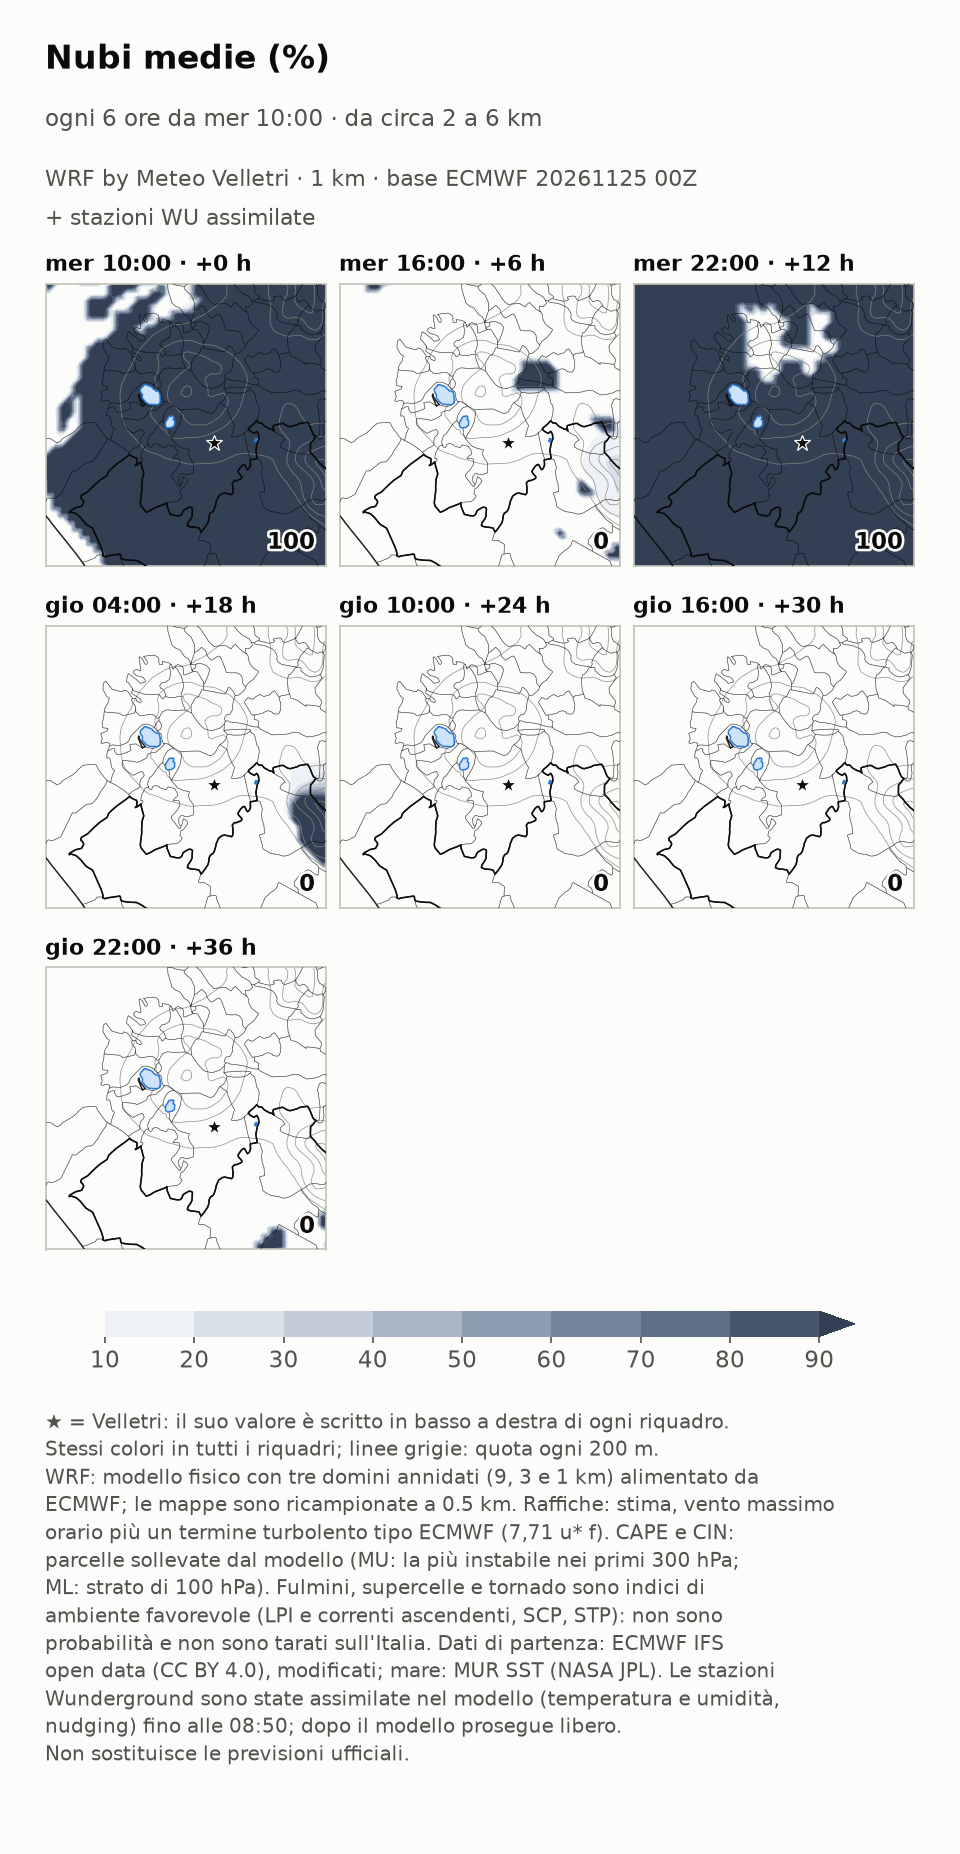 Nubi medie (%)
ogni 6 ore da mer 10:00 · da circa 2 a 6 km
WRF by Meteo Velletri · 1 km · base ECMWF 20261125 00Z
+ stazioni WU assimilate
mer 10:00 · +0 h
mer 16:00 · +6 h
mer 22:00 · +12 h
100
0
100
gio 04:00 · +18 h
gio 10:00 · +24 h
gio 16:00 · +30 h
0
0
0
gio 22:00 · +36 h
0
10 20 30 40 50 60 70 80 90
★ = Velletri: il suo valore è scritto in basso a destra di ogni riquadro.
Stessi colori in tutti i riquadri; linee grigie: quota ogni 200 m.
WRF: modello fisico con tre domini annidati (9, 3 e 1 km) alimentato da
ECMWF; le mappe sono ricampionate a 0.5 km. Raffiche: stima, vento massimo
orario più un termine turbolento tipo ECMWF (7,71 u* f). CAPE e CIN:
parcelle sollevate dal modello (MU: la più instabile nei primi 300 hPa;
ML: strato di 100 hPa). Fulmini, supercelle e tornado sono indici di
ambiente favorevole (LPI e correnti ascendenti, SCP, STP): non sono
probabilità e non sono tarati sull'Italia. Dati di partenza: ECMWF IFS
open data (CC BY 4.0), modificati; mare: MUR SST (NASA JPL). Le stazioni
Wunderground sono state assimilate nel modello (temperatura e umidità,
nudging) fino alle 08:50; dopo il modello prosegue libero.
Non sostituisce le previsioni ufficiali.